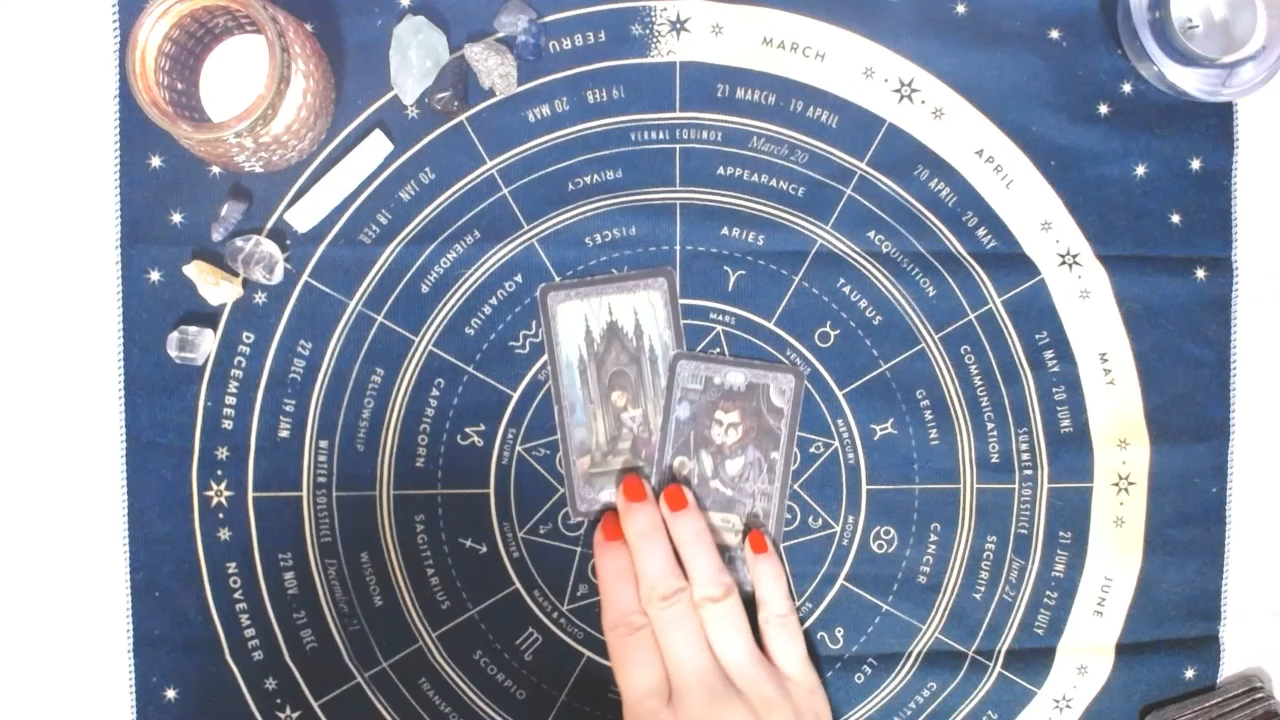 FEBRU
MARCH
APRIL
MAY
JUNE
NOVEMBER
DECEMBER
19 FEB. · 20 MAR
21 MARCH · 19 APRIL
20 APRIL · 20 MAY
21 MAY · 20 JUNE
21 JUNE · 22 JULY
22 NOV · 21 DEC
22 DEC. · 19 JAN.
20 JAN. · 18 FEB
VERNAL EQUINOX March 20
SUMMER SOLSTICE June 21
WINTER SOLSTICE December 21
PRIVACY
APPEARANCE
ACQUISITION
COMMUNICATION
SECURITY
CREATIV
TRANSFO
WISDOM
FELLOWSHIP
FRIENDSHIP
PISCES
ARIES
TAURUS
GEMINI
CANCER
LEO
SCORPIO
SAGITTARIUS
CAPRICORN
AQUARIUS
MARS
VENUS
MERCURY
MOON
SUN
MARS & PLUTO
JUPITER
SATURN